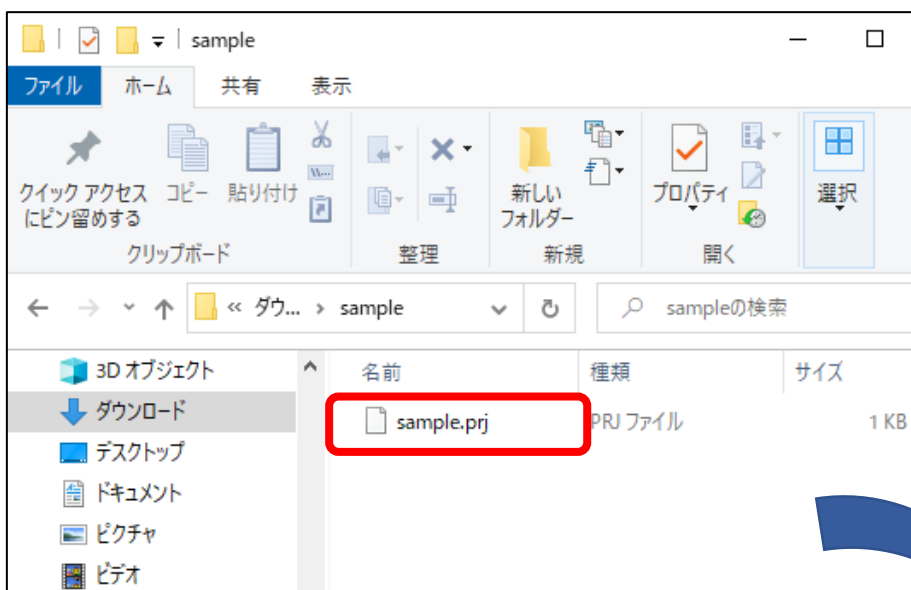 sample
ファイル ホーム 共有 表示
クイック アクセス
にピン留めする
コピー
貼り付け
新しい
フォルダー
プロパティ
選択
クリップボード 整理 新規 開く
« ダウ... › sample
sampleの検索
3D オブジェクト
ダウンロード
デスクトップ
ドキュメント
ピクチャ
ビデオ
名前 種類 サイズ
sample.prj PRJ ファイル 1 KB